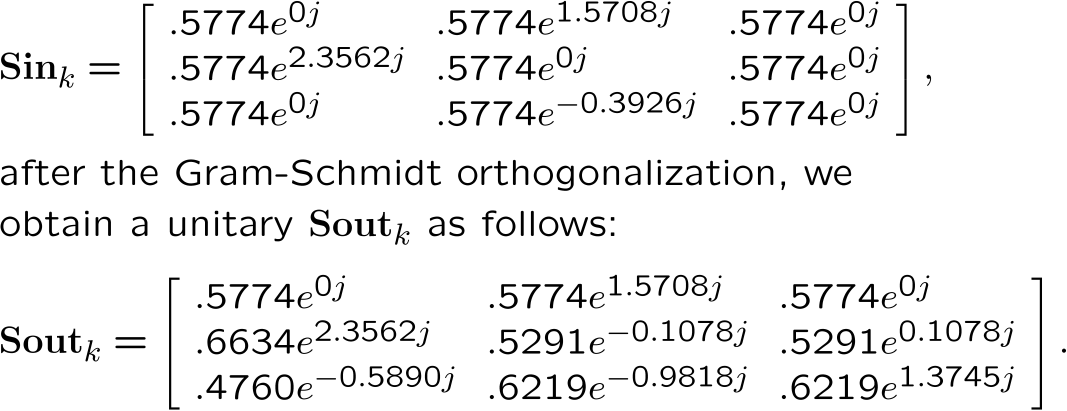 Sin_k = [ .5774e^{0j} .5774e^{1.5708j} .5774e^{0j}
.5774e^{2.3562j} .5774e^{0j} .5774e^{0j}
.5774e^{0j} .5774e^{-0.3926j} .5774e^{0j} ],
after the Gram-Schmidt orthogonalization, we
obtain a unitary Sout_k as follows:
Sout_k = [ .5774e^{0j} .5774e^{1.5708j} .5774e^{0j}
.6634e^{2.3562j} .5291e^{-0.1078j} .5291e^{0.1078j}
.4760e^{-0.5890j} .6219e^{-0.9818j} .6219e^{1.3745j} ].